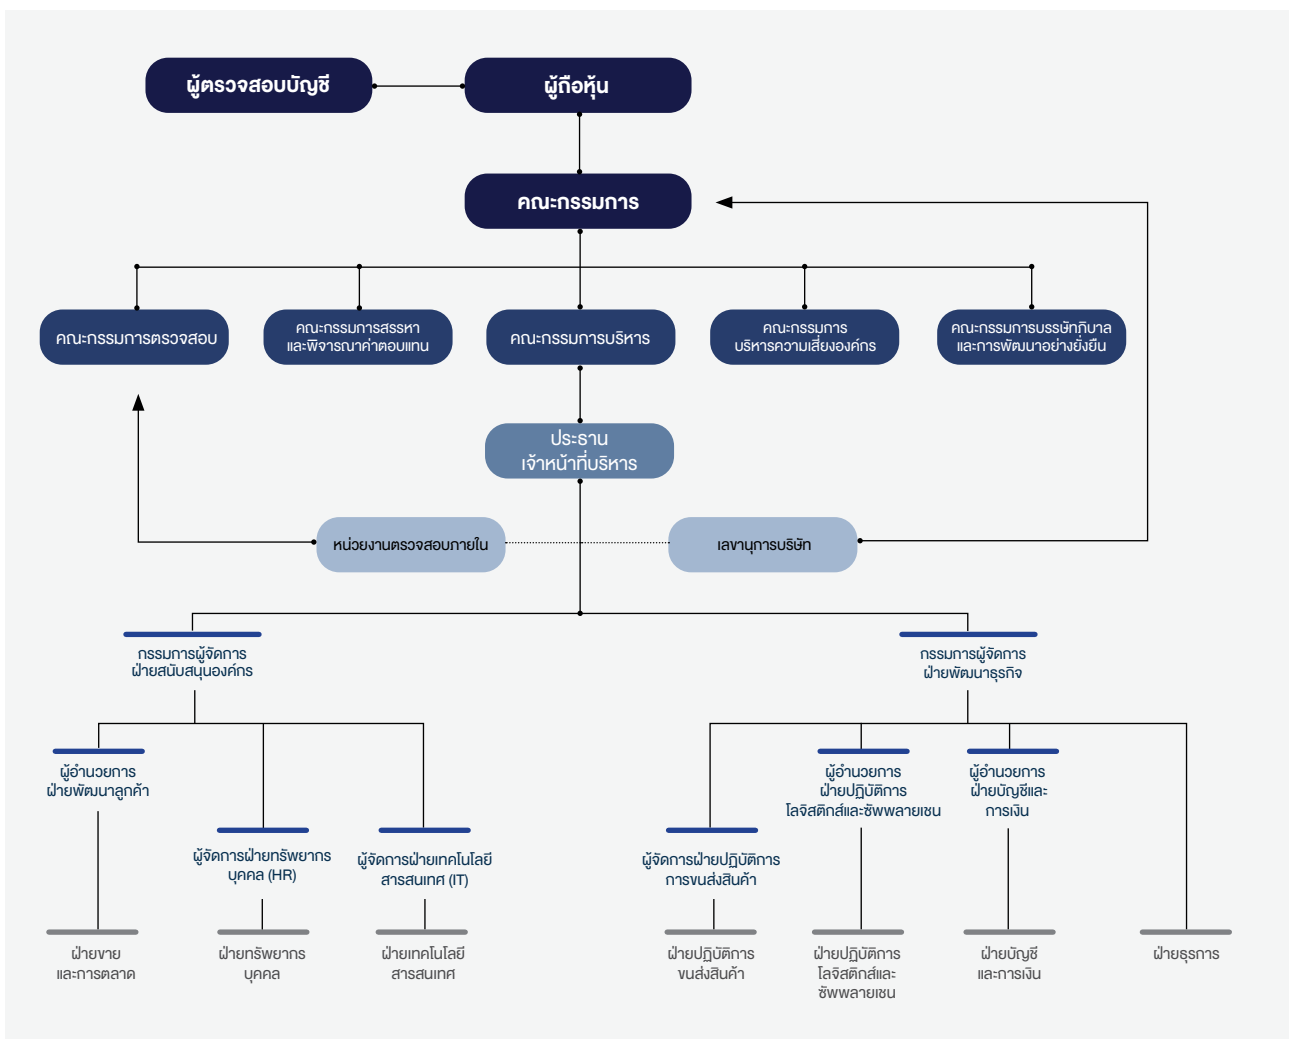 ผู้ตรวจสอบบัญชี
ผู้ถือหุ้น
คณะกรรมการ
คณะกรรมการตรวจสอบ
คณะกรรมการสรรหา
และพิจารณาค่าตอบแทน
คณะกรรมการบริหาร
คณะกรรมการ
บริหารความเสี่ยงองค์กร
คณะกรรมการบรรษัทภิบาล
และการพัฒนาอย่างยั่งยืน
ประธาน
เจ้าหน้าที่บริหาร
หน่วยงานตรวจสอบภายใน
เลขานุการบริษัท
กรรมการผู้จัดการ
ฝ่ายสนับสนุนองค์กร
กรรมการผู้จัดการ
ฝ่ายพัฒนาธุรกิจ
ผู้อำนวยการ
ฝ่ายพัฒนาลูกค้า
ผู้จัดการฝ่ายทรัพยากร
บุคคล (HR)
ผู้จัดการฝ่ายเทคโนโลยี
สารสนเทศ (IT)
ผู้จัดการฝ่ายปฏิบัติการ
การขนส่งสินค้า
ผู้อำนวยการ
ฝ่ายปฏิบัติการ
โลจิสติกส์และซัพพลายเชน
ผู้อำนวยการ
ฝ่ายบัญชีและ
การเงิน
ฝ่ายขาย
และการตลาด
ฝ่ายทรัพยากร
บุคคล
ฝ่ายเทคโนโลยี
สารสนเทศ
ฝ่ายปฏิบัติการ
ขนส่งสินค้า
ฝ่ายปฏิบัติการ
โลจิสติกส์และ
ซัพพลายเชน
ฝ่ายบัญชี
และการเงิน
ฝ่ายธุรการ